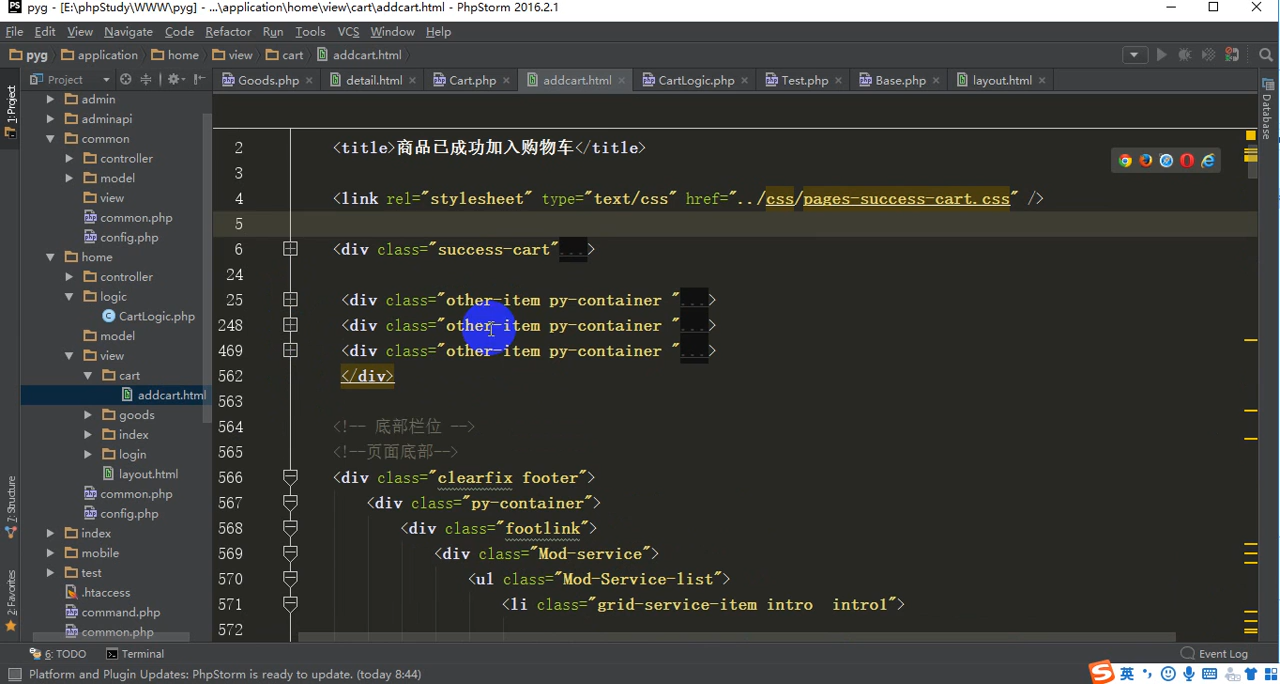 pyg - [E:\phpStudy\WWW\pyg] - ...\application\home\view\cart\addcart.html - PhpStorm 2016.2.1
File Edit View Navigate Code Refactor Run Tools VCS Window Help
pyg application home view cart addcart.html
Project Goods.php detail.html Cart.php addcart.html CartLogic.php Test.php Base.php layout.html
1: Project
7: Structure
2: Favorites
Database
admin
adminapi
common
controller
model
view
common.php
config.php
home
controller
logic
CartLogic.php
model
view
cart
addcart.html
goods
index
login
layout.html
common.php
config.php
index
mobile
test
.htaccess
command.php
common.php
2 <title>商品已成功加入购物车</title>
3
4 <link rel="stylesheet" type="text/css" href="../css/pages-success-cart.css" />
5
6 <div class="success-cart"...>
24
25 <div class="other-item py-container "...>
248 <div class="other-item py-container "...>
469 <div class="other-item py-container "...>
562 </div>
563
564 <!-- 底部栏位 -->
565 <!--页面底部-->
566 <div class="clearfix footer">
567 <div class="py-container">
568 <div class="footlink">
569 <div class="Mod-service">
570 <ul class="Mod-Service-list">
571 <li class="grid-service-item intro  intro1">
572
6: TODO Terminal Event Log
Platform and Plugin Updates: PhpStorm is ready to update. (today 8:44)
英